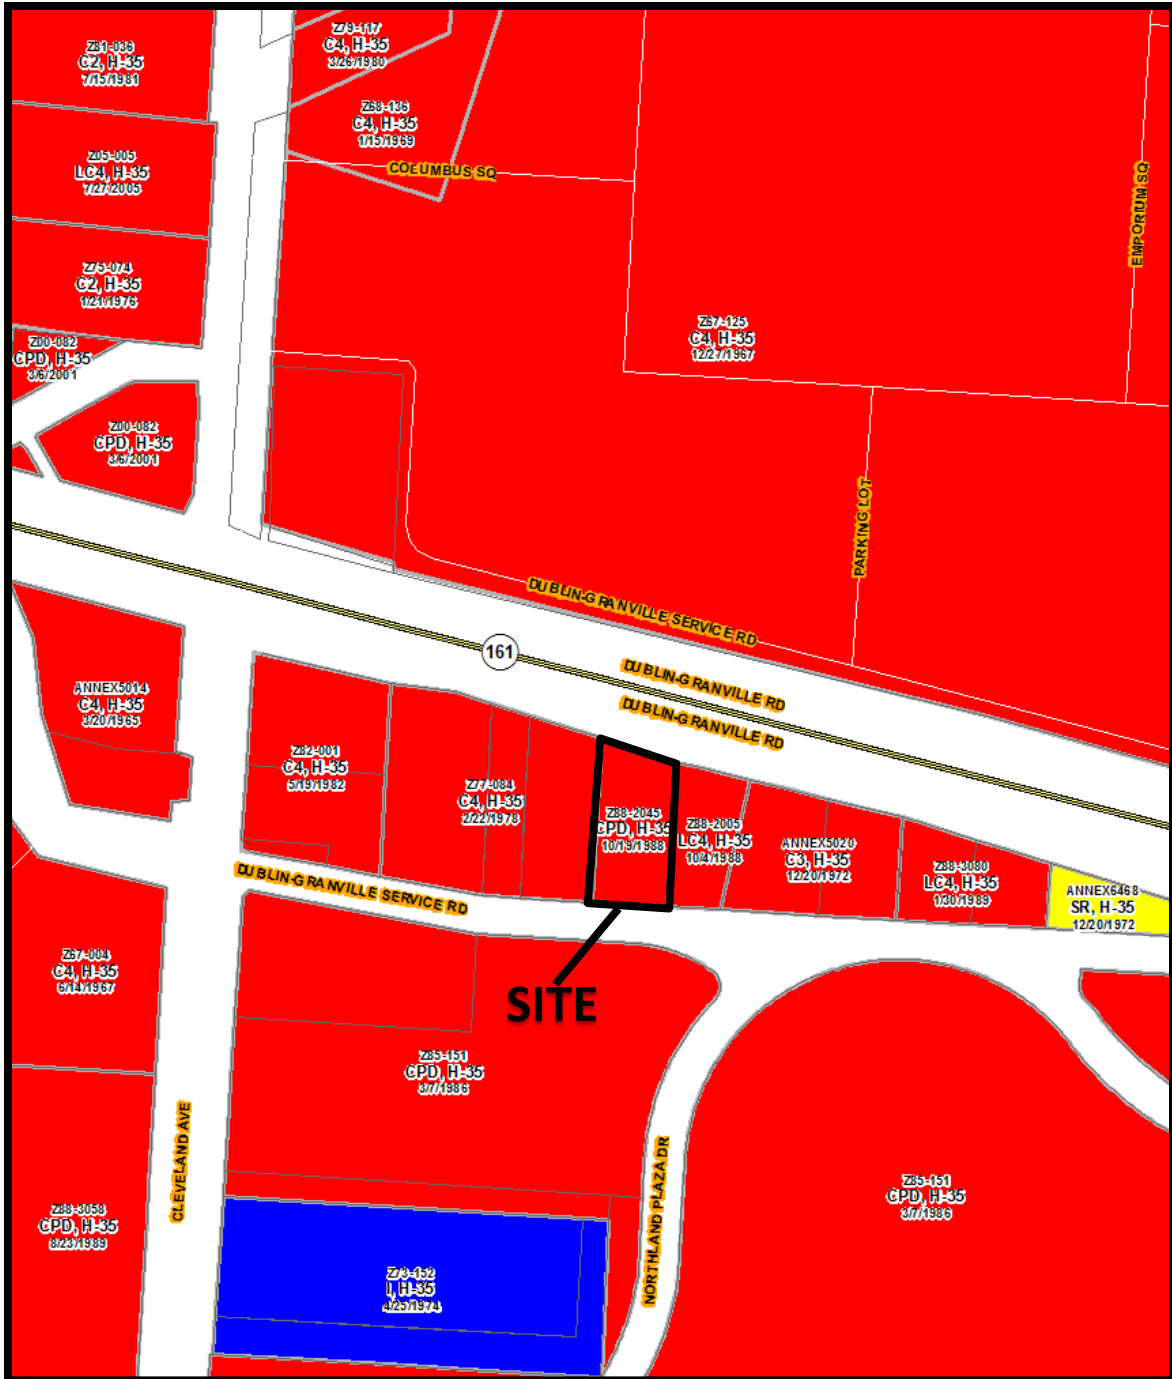 Z81-036
C2, H-35
7/15/1981
Z79-117
C4, H-35
3/26/1980
Z68-136
C4, H-35
1/15/1969
Z05-005
LC4, H-35
7/27/2005
COLUMBUS SQ
EMPORIUM SQ
Z75-074
C2, H-35
1/21/1976
Z67-125
C4, H-35
12/27/1967
Z00-082
CPD, H-35
3/6/2001
Z00-082
CPD, H-35
3/6/2001
PARKING LOT
DUBLIN-GRANVILLE SERVICE RD
161
DUBLIN-GRANVILLE RD
DUBLIN-GRANVILLE RD
ANNEX5014
C4, H-35
3/20/1965
Z82-001
C4, H-35
5/19/1982
Z77-084
C4, H-35
2/22/1978
Z88-2045
CPD, H-35
10/19/1988
Z88-2005
LC4, H-35
10/4/1988
ANNEX5020
C3, H-35
12/20/1972
Z88-3080
LC4, H-35
1/30/1989
ANNEX6468
SR, H-35
12/20/1972
DUBLIN-GRANVILLE SERVICE RD
SITE
Z67-004
C4, H-35
6/14/1967
Z85-151
CPD, H-35
3/7/1986
CLEVELAND AVE
NORTHLAND PLAZA DR
Z85-151
CPD, H-35
3/7/1986
Z88-3058
CPD, H-35
8/23/1989
Z73-152
I, H-35
4/25/1974